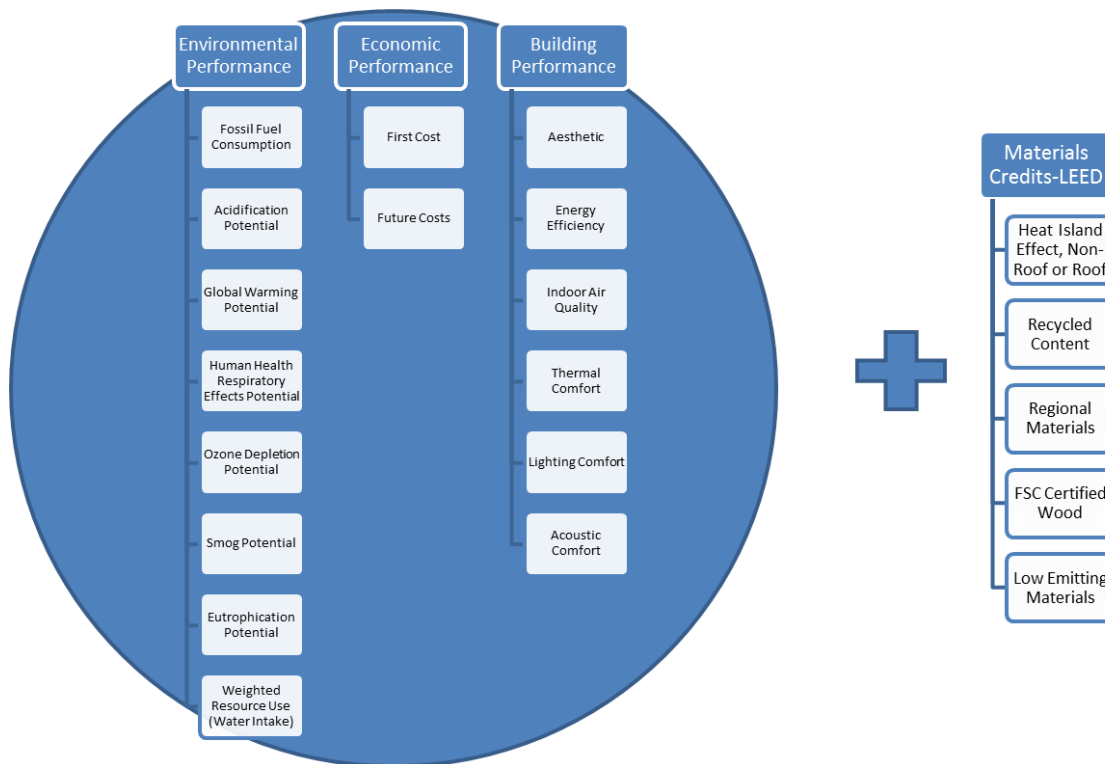 Environmental
Performance
Fossil Fuel
Consumption
Acidification
Potential
Global Warming
Potential
Human Health
Respiratory
Effects Potential
Ozone Depletion
Potential
Smog Potential
Eutrophication
Potential
Weighted
Resource Use
(Water Intake)
Economic
Performance
First Cost
Future Costs
Building
Performance
Aesthetic
Energy
Efficiency
Indoor Air
Quality
Thermal
Comfort
Lighting Comfort
Acoustic
Comfort
Materials
Credits-LEED
Heat Island
Effect, Non-
Roof or Roof
Recycled
Content
Regional
Materials
FSC Certified
Wood
Low Emitting
Materials